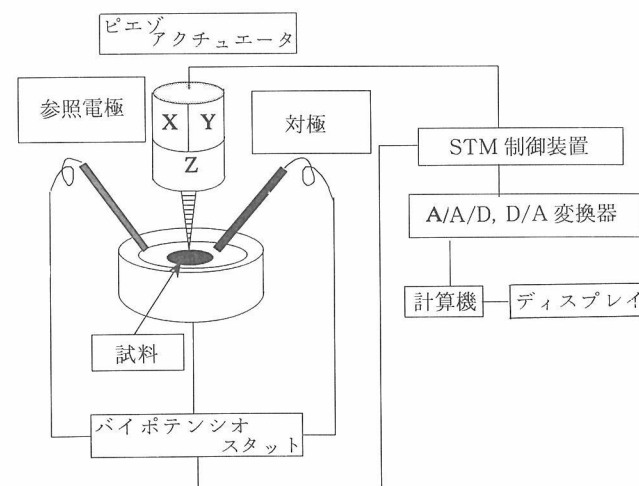 ピエゾ
アクチュエータ
参照電極
X Y
Z
対極
STM 制御装置
A/A/D, D/A 変換器
計算機
ディスプレイ
試料
バイポテンシオ
スタット